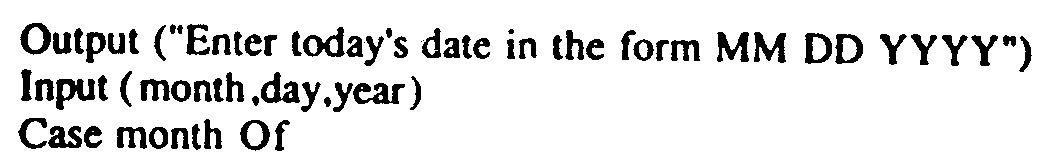 Output ("Enter today's date in the form MM DD YYYY")
Input (month,day,year)
Case month Of